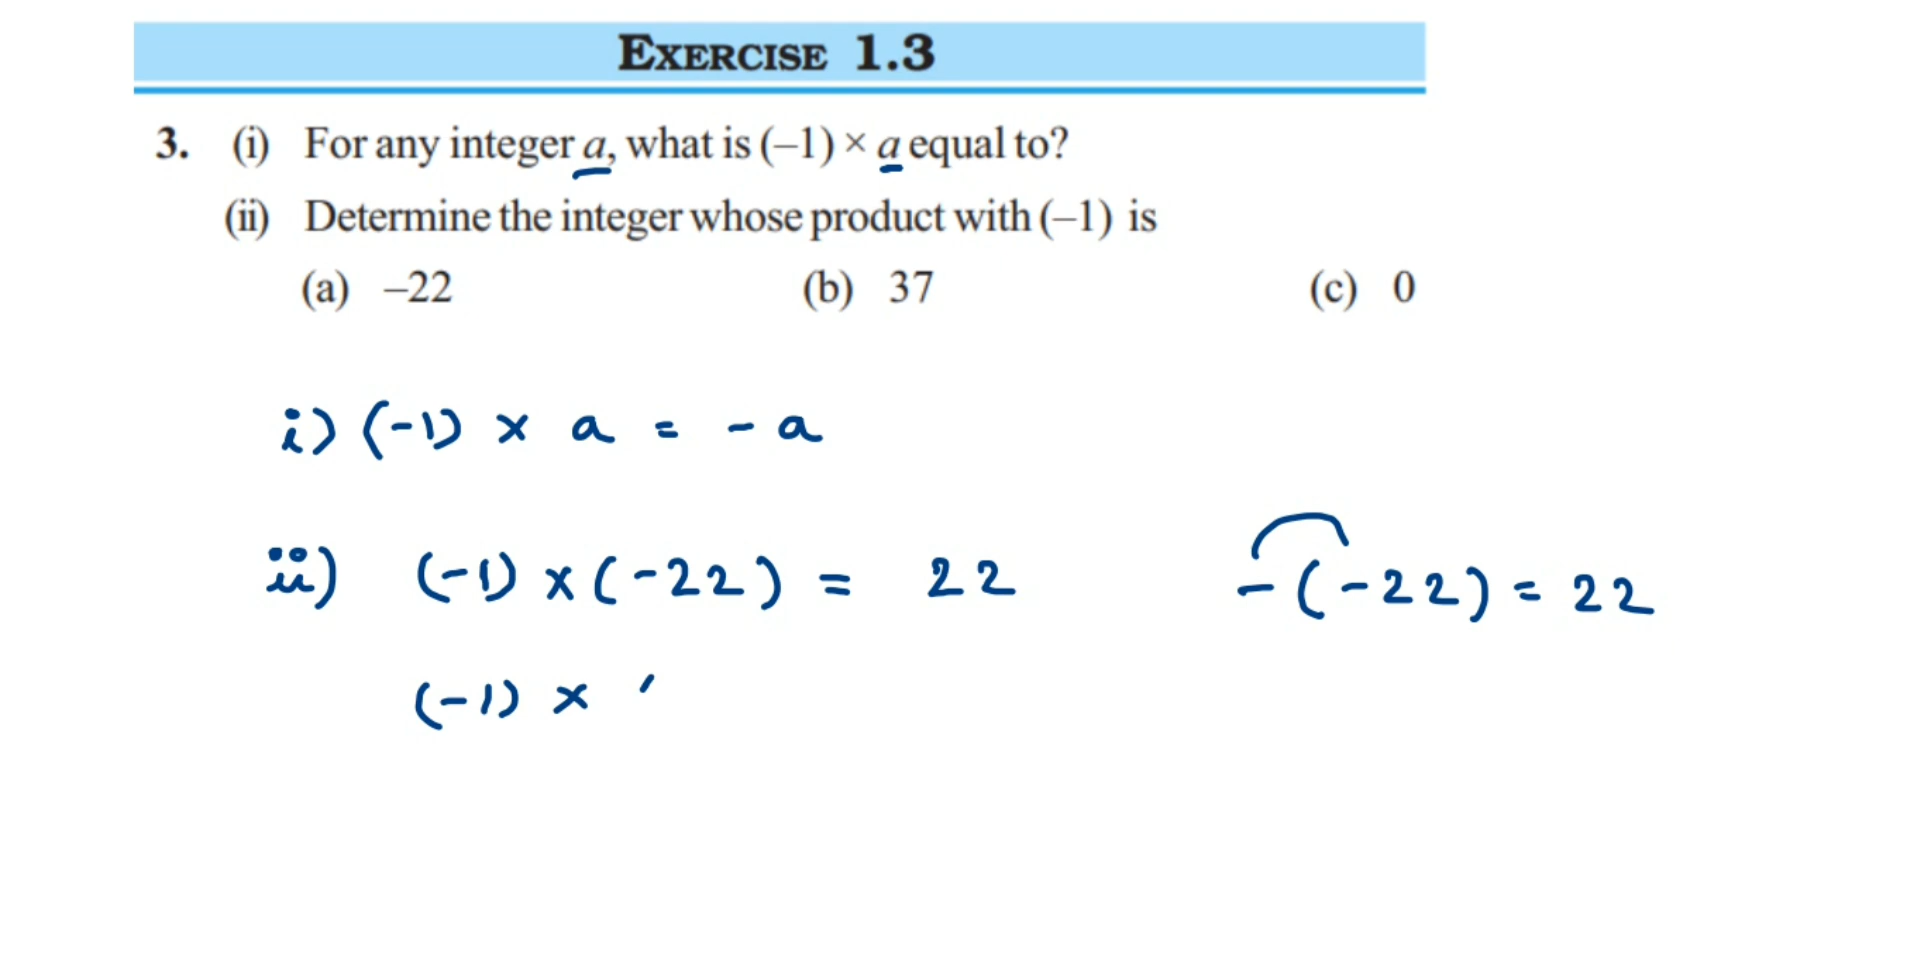 EXERCISE 1.3
3. (i) For any integer a, what is (–1) × a equal to?
(ii) Determine the integer whose product with (–1) is
(a) –22 (b) 37 (c) 0
i) (-1) × a = - a
ii) (-1) × (-22) = 22 -(-22) = 22
(-1) ×